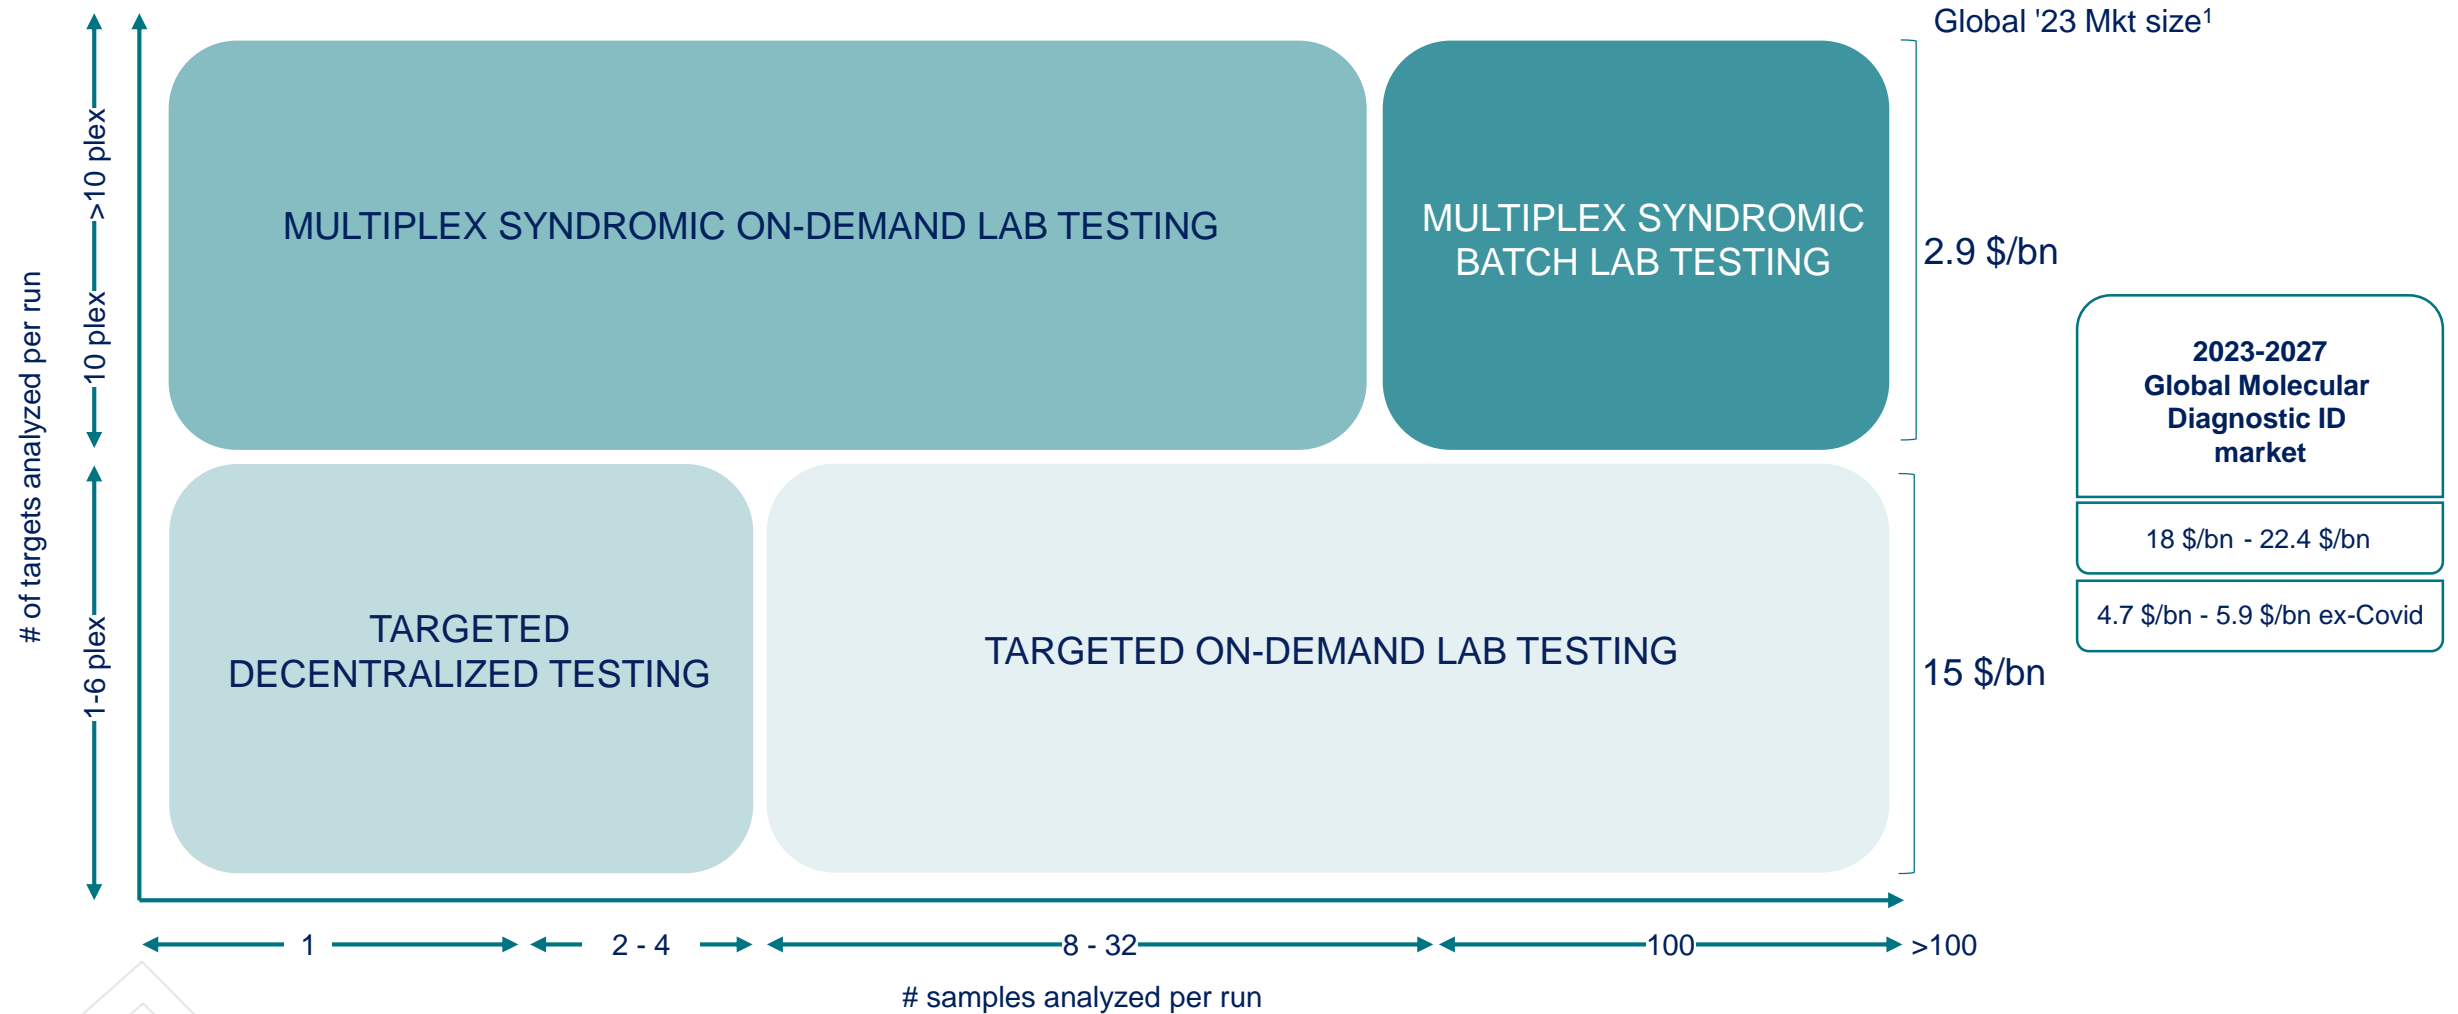 Global '23 Mkt size¹
# of targets analyzed per run
>10 plex
10 plex
1-6 plex
MULTIPLEX SYNDROMIC ON-DEMAND LAB TESTING
MULTIPLEX SYNDROMIC
BATCH LAB TESTING
2.9 $/bn
TARGETED
DECENTRALIZED TESTING
TARGETED ON-DEMAND LAB TESTING
15 $/bn
2023-2027
Global Molecular
Diagnostic ID
market
18 $/bn - 22.4 $/bn
4.7 $/bn - 5.9 $/bn ex-Covid
1
2 - 4
8 - 32
100
>100
# samples analyzed per run